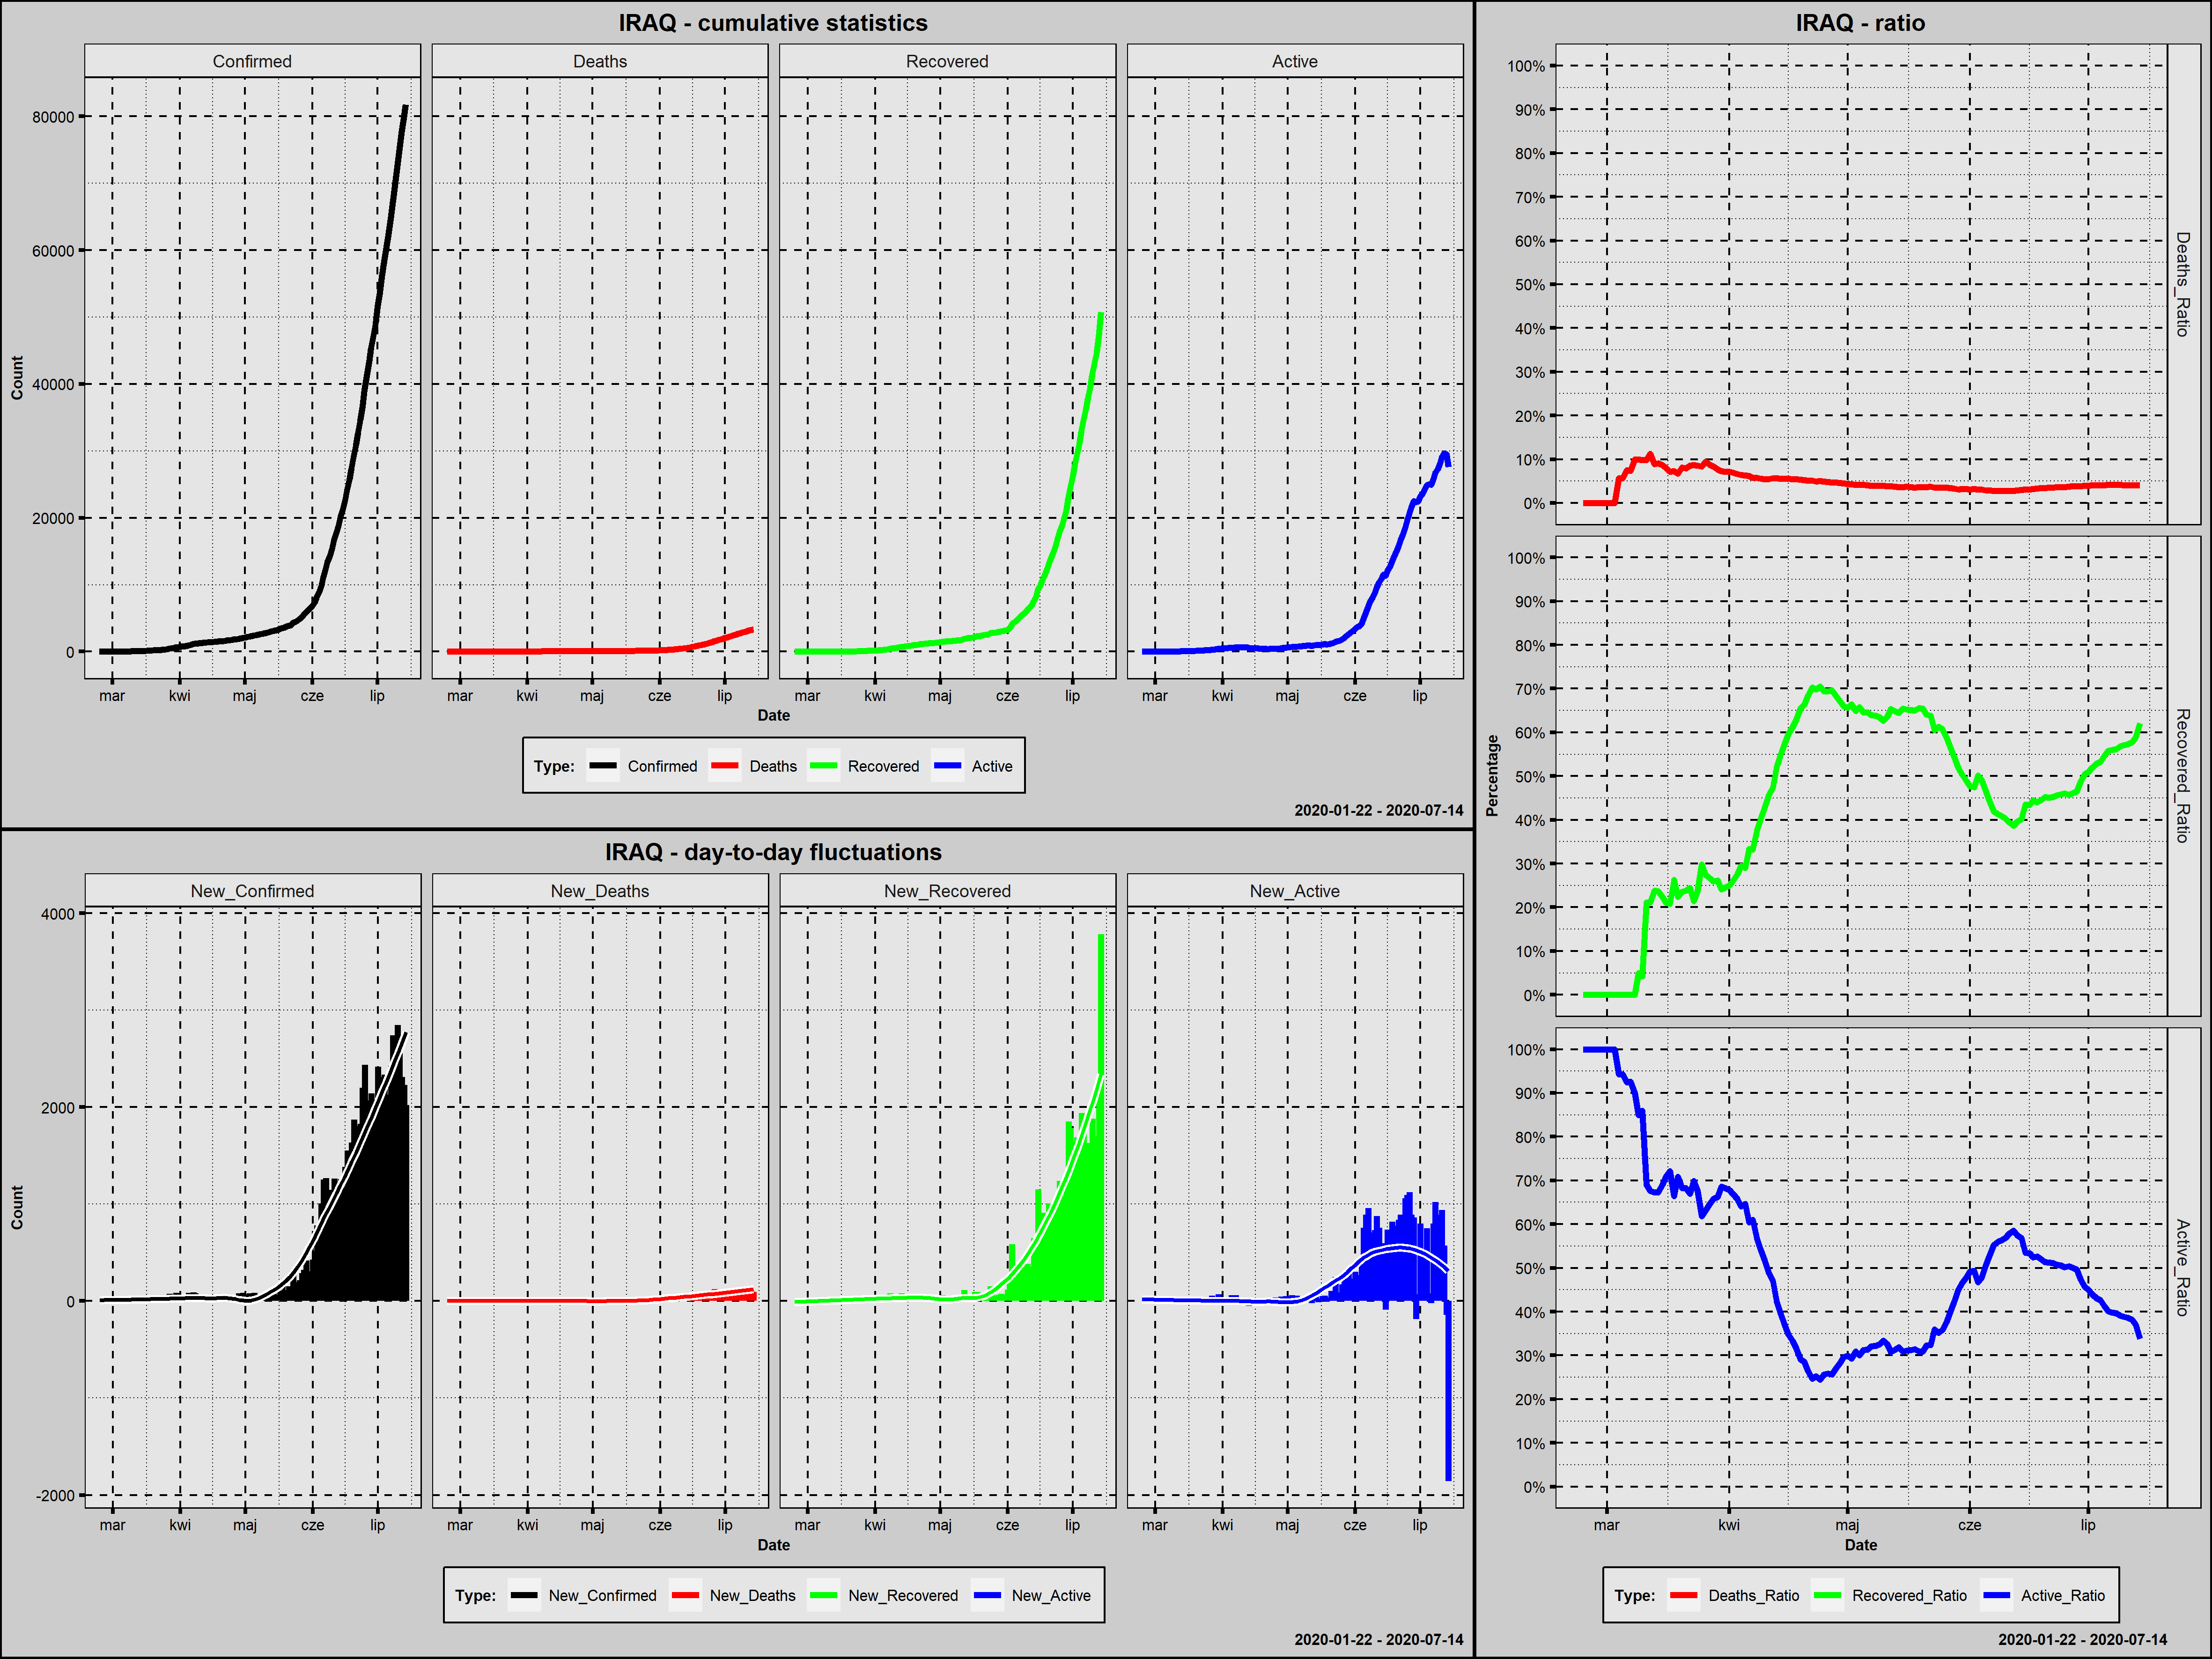 IRAQ - cumulative statistics
Confirmed Deaths Recovered Active
80000
60000
40000
20000
0
Count
mar kwi maj cze lip mar kwi maj cze lip mar kwi maj cze lip mar kwi maj cze lip
Date
Type: Confirmed Deaths Recovered Active
2020-01-22 - 2020-07-14
IRAQ - day-to-day fluctuations
New_Confirmed New_Deaths New_Recovered New_Active
4000
2000
0
-2000
Count
mar kwi maj cze lip mar kwi maj cze lip mar kwi maj cze lip mar kwi maj cze lip
Date
Type: New_Confirmed New_Deaths New_Recovered New_Active
2020-01-22 - 2020-07-14
IRAQ - ratio
100%
90%
80%
70%
60%
50%
40%
30%
20%
10%
0%
Deaths_Ratio
100%
90%
80%
70%
60%
50%
40%
30%
20%
10%
0%
Recovered_Ratio
Percentage
100%
90%
80%
70%
60%
50%
40%
30%
20%
10%
0%
Active_Ratio
mar kwi maj cze lip
Date
Type: Deaths_Ratio Recovered_Ratio Active_Ratio
2020-01-22 - 2020-07-14